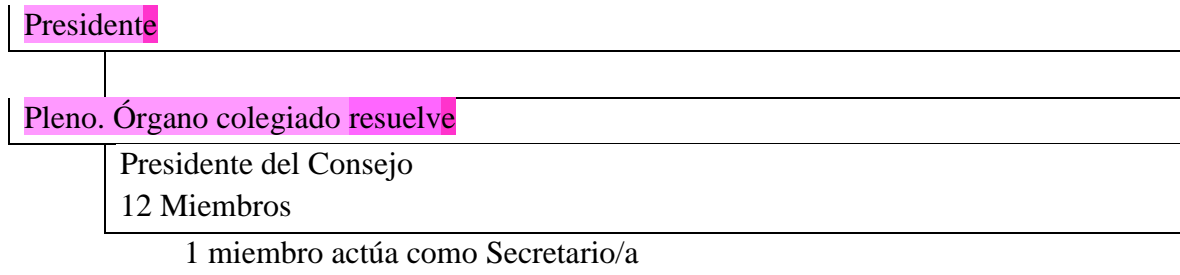 Presidente
Pleno. Órgano colegiado resuelve
Presidente del Consejo
12 Miembros
1 miembro actúa como Secretario/a